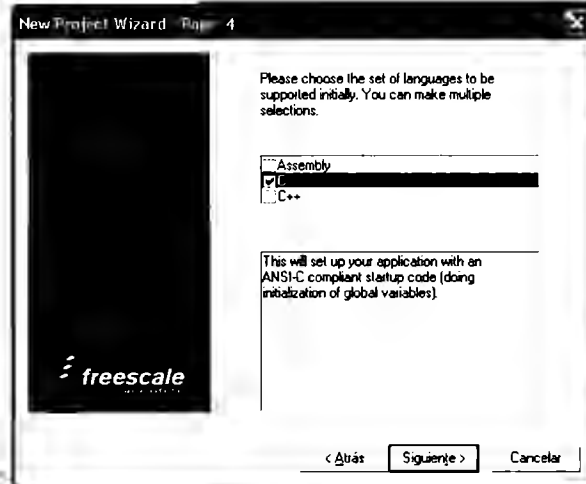 New Project Wizard - Page 4
Please choose the set of languages to be
supported initially. You can make multiple
selections.
Assembly
C
C++
This will set up your application with an
ANSI-C compliant startup code (doing
initialization of global variables).
freescale
< Atrás
Siguiente >
Cancelar